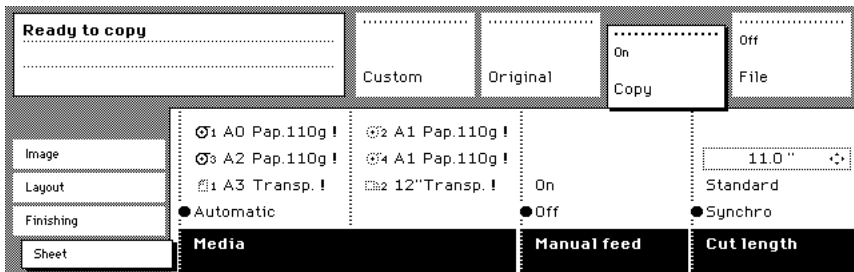 Ready to copy
Custom
Original
On
Copy
Off
File
Image
Layout
Finishing
Sheet
1 A0 Pap.110g !
2 A1 Pap.110g !
3 A2 Pap.110g !
4 A1 Pap.110g !
1 A3 Transp. !
2 12"Transp. !
Automatic
Media
On
Off
Manual feed
11.0 "
Standard
Synchro
Cut length